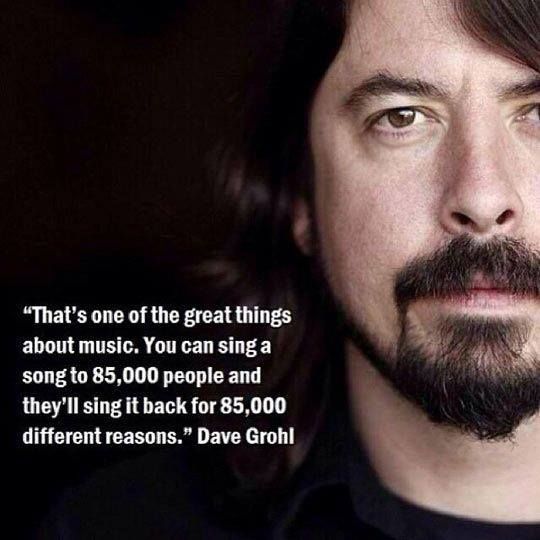 “That’s one of the great things
about music. You can sing a
song to 85,000 people and
they’ll sing it back for 85,000
different reasons.” Dave Grohl